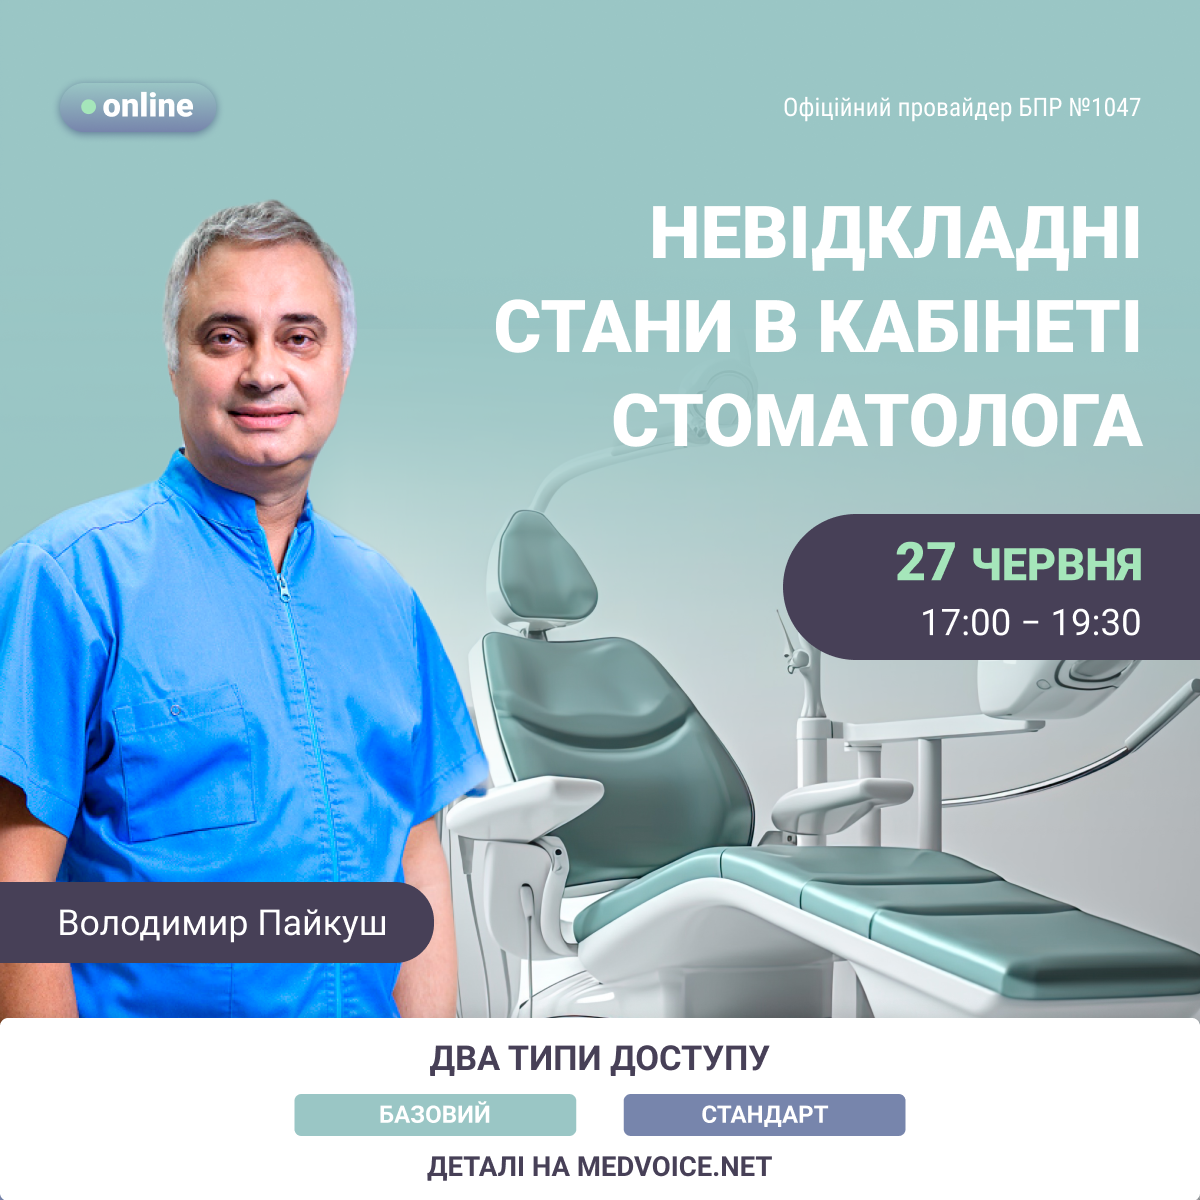 online
Офіційний провайдер БПР №1047
НЕВІДКЛАДНІ
СТАНИ В КАБІНЕТІ
СТОМАТОЛОГА
27 ЧЕРВНЯ
17:00 – 19:30
Володимир Пайкуш
ДВА ТИПИ ДОСТУПУ
БАЗОВИЙ СТАНДАРТ
ДЕТАЛІ НА MEDVOICE.NET